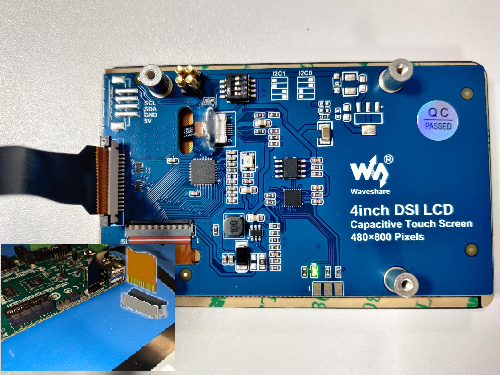 I2C1 I2C0
SCL
SDA
GND
5V
QC
PASSED
®
Waveshare
4inch DSI LCD
Capacitive Touch Screen
480×800 Pixels